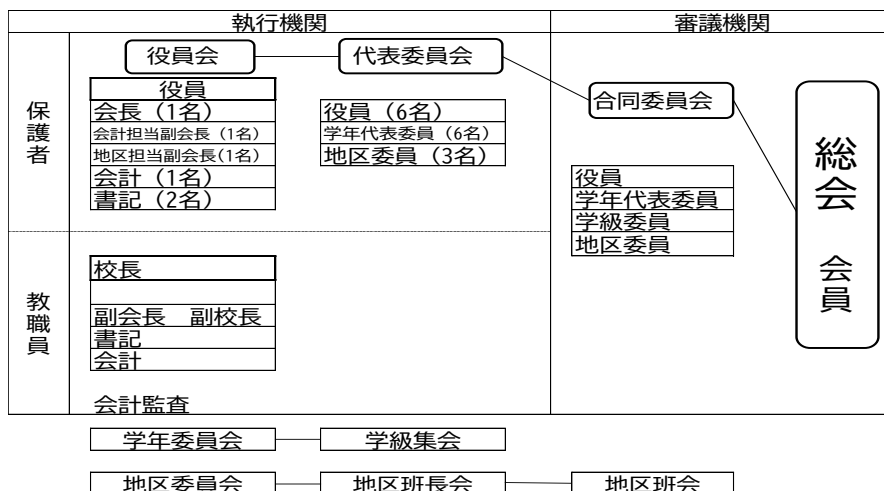 執行機関
審議機関
役員会
代表委員会
合同委員会
総会 会員
保護者
役員
会長（1名）
会計担当副会長（1名）
地区担当副会長(1名)
会計（1名）
書記（2名）
役員（6名）
学年代表委員（6名）
地区委員（3名）
役員
学年代表委員
学級委員
地区委員
教職員
校長
副会長　副校長
書記
会計
会計監査
学年委員会
学級集会
地区委員会
地区班長会
地区班会